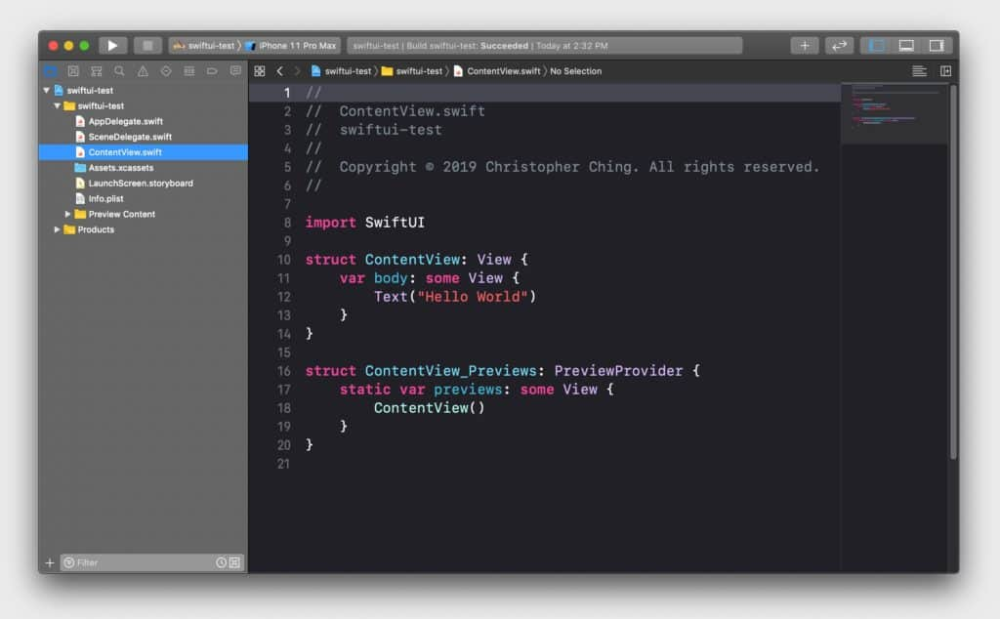 swiftui-test 〉 iPhone 11 Pro Max
swiftui-test | Build swiftui-test: Succeeded | Today at 2:32 PM
swiftui-test 〉 swiftui-test 〉 ContentView.swift 〉 No Selection
swiftui-test
swiftui-test
AppDelegate.swift
SceneDelegate.swift
ContentView.swift
Assets.xcassets
LaunchScreen.storyboard
Info.plist
Preview Content
Products
Filter
1 //
2 //  ContentView.swift
3 //  swiftui-test
4 //
5 //  Copyright © 2019 Christopher Ching. All rights reserved.
6 //
7
8 import SwiftUI
9
10 struct ContentView: View {
11     var body: some View {
12         Text("Hello World")
13     }
14 }
15
16 struct ContentView_Previews: PreviewProvider {
17     static var previews: some View {
18         ContentView()
19     }
20 }
21